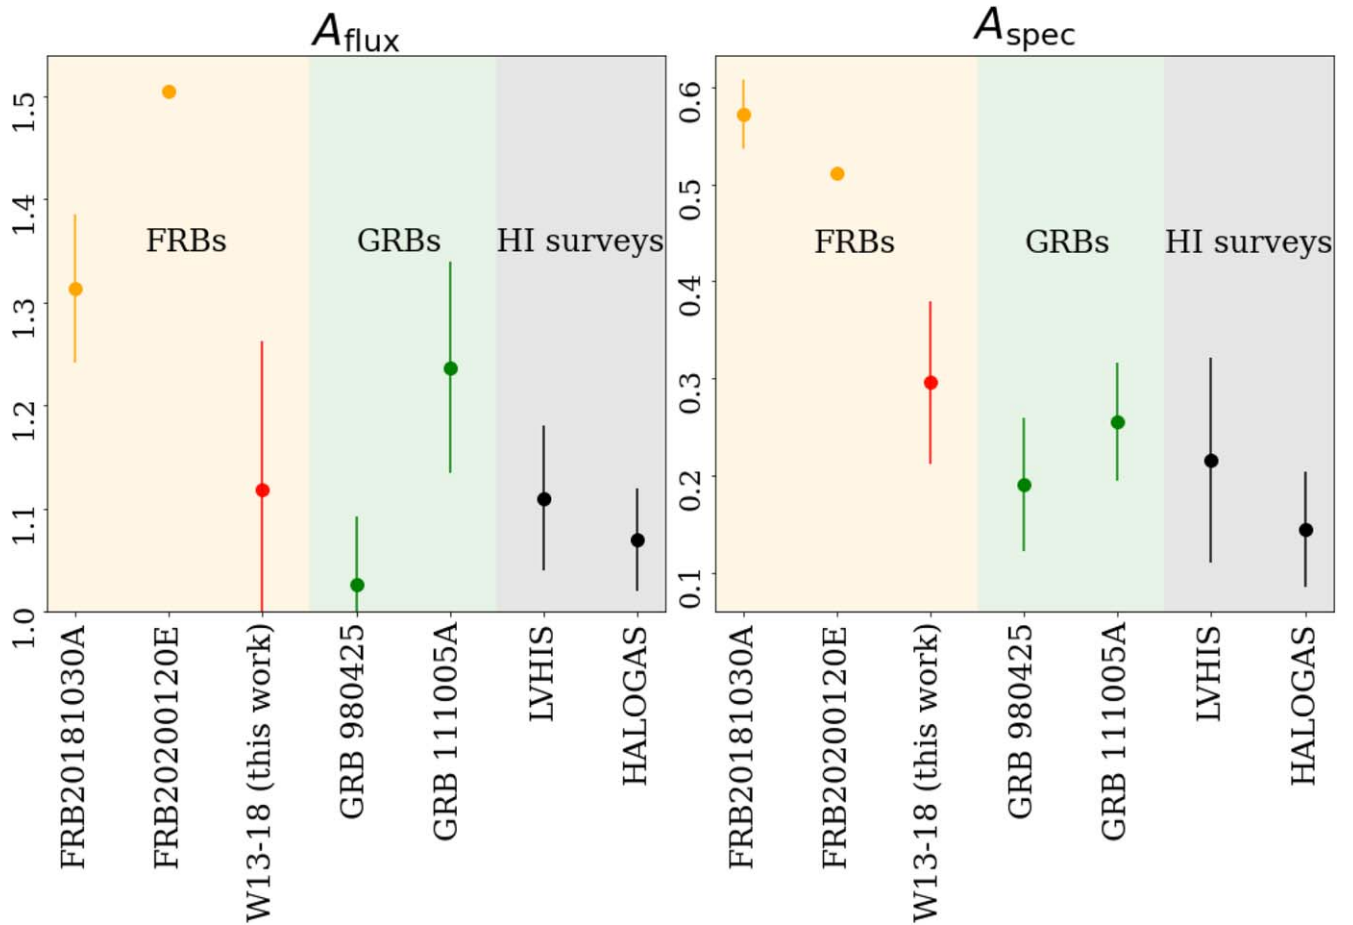 A_flux
1.5
1.4
1.3
1.2
1.1
1.0
FRBs
GRBs
HI surveys
FRB20181030A
FRB20200120E
W13-18 (this work)
GRB 980425
GRB 111005A
LVHIS
HALOGAS
A_spec
0.6
0.5
0.4
0.3
0.2
0.1
FRBs
GRBs
HI surveys
FRB20181030A
FRB20200120E
W13-18 (this work)
GRB 980425
GRB 111005A
LVHIS
HALOGAS